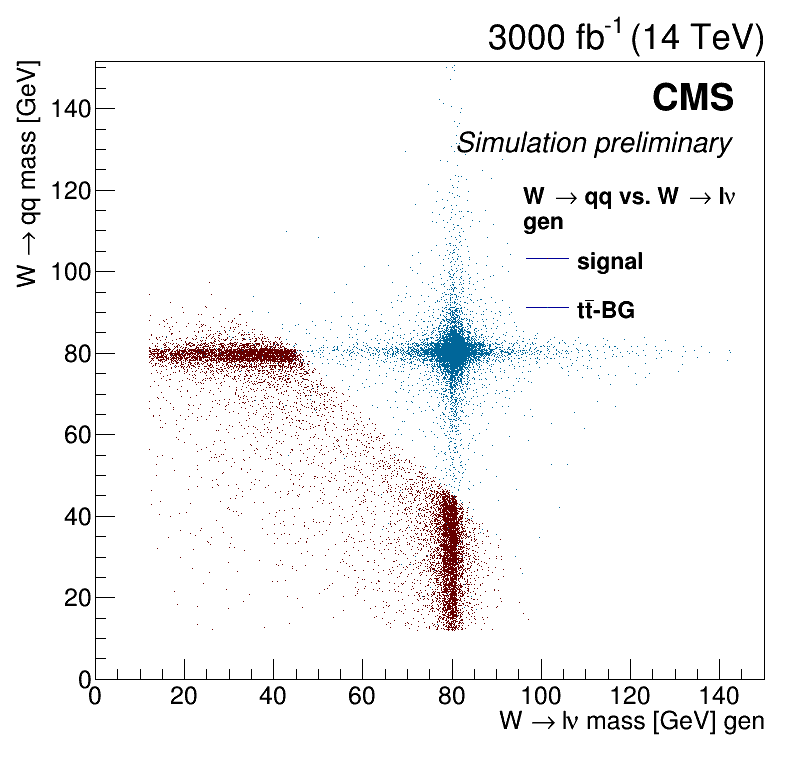 3000 fb⁻¹ (14 TeV)
W → qq mass [GeV]
CMS
Simulation preliminary
W → qq vs. W → lν
gen
signal
tt̄-BG
140
120
100
80
60
40
20
0
0 20 40 60 80 100 120 140
W → lν mass [GeV] gen